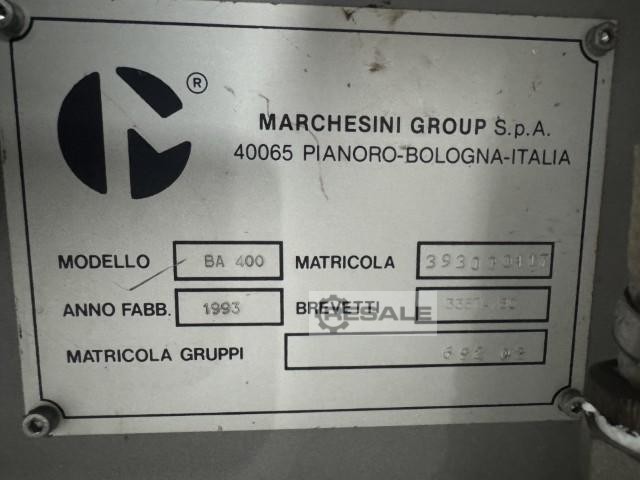 ®
MARCHESINI GROUP S.p.A.
40065 PIANORO-BOLOGNA-ITALIA
MODELLO BA 400 MATRICOLA
ANNO FABB. 1993 BREVETTI
RESALE
MATRICOLA GRUPPI